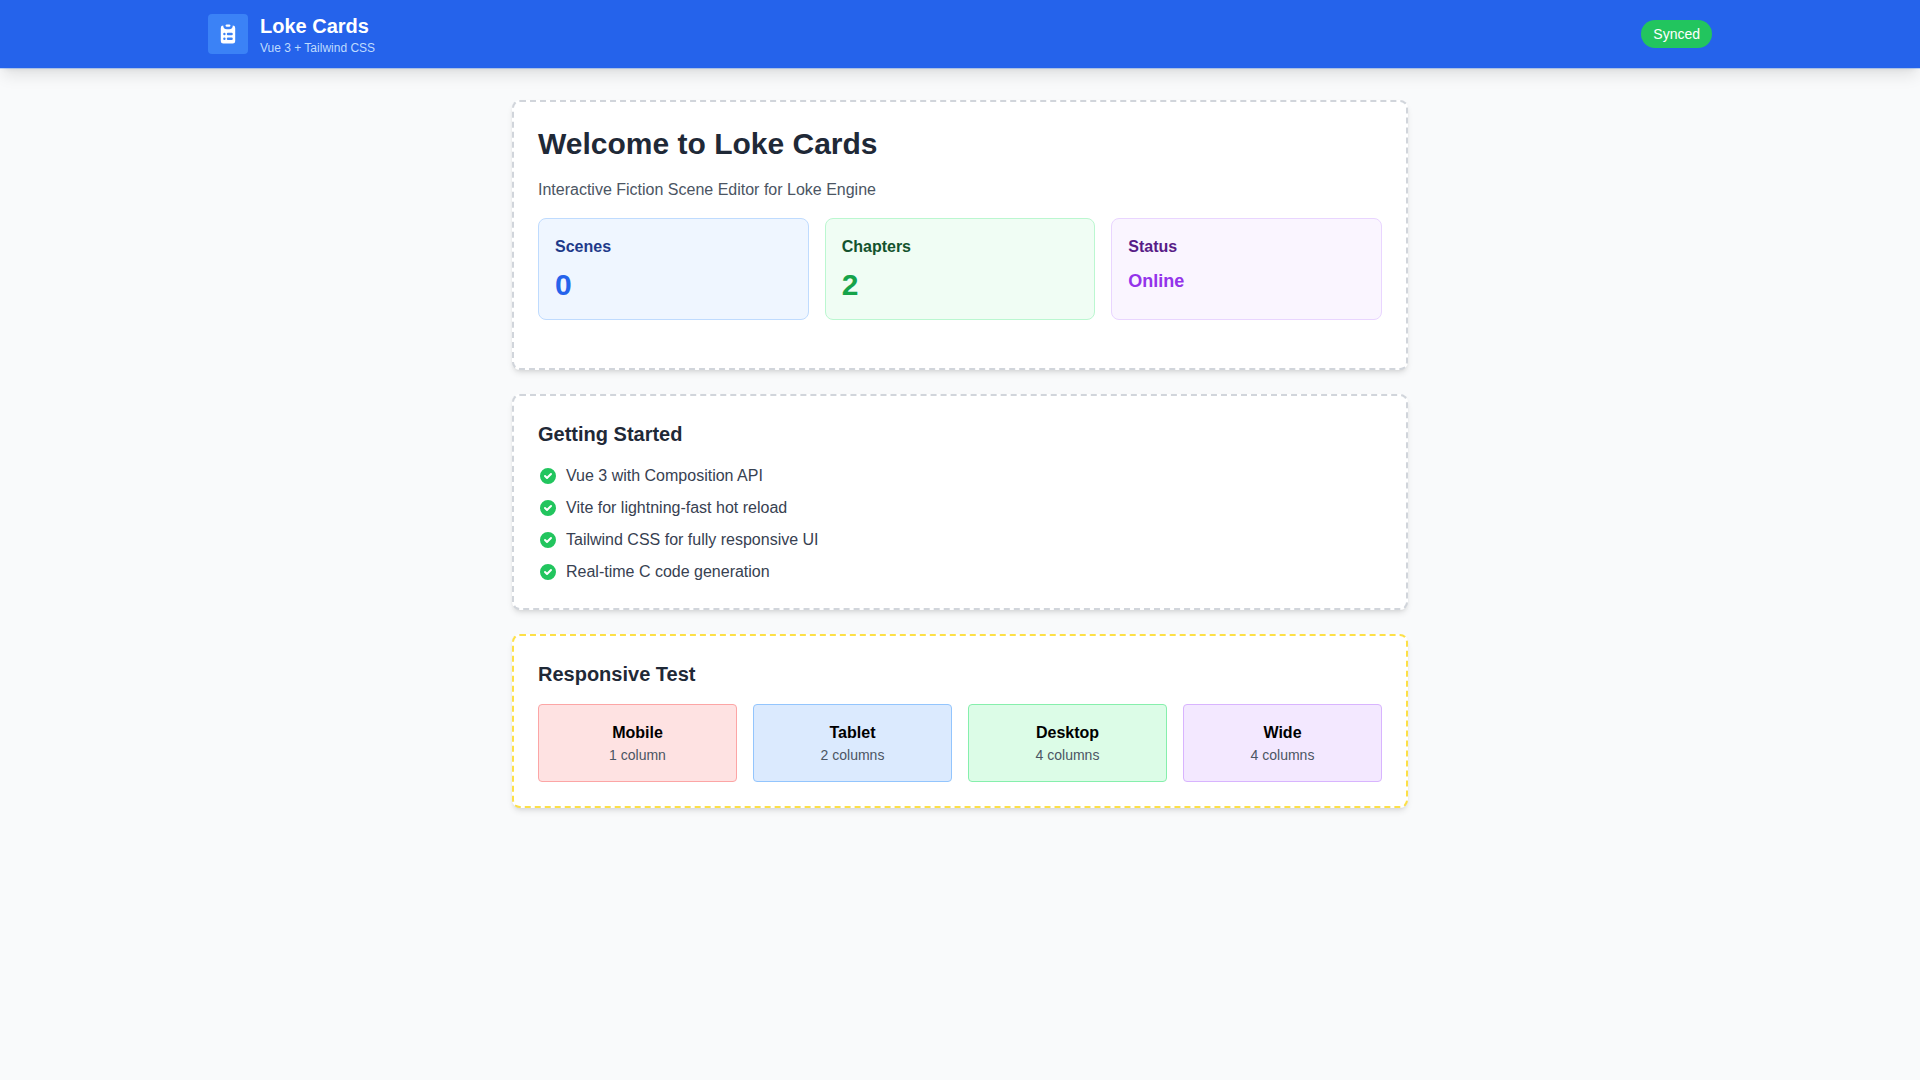 Loke Cards
Vue 3 + Tailwind CSS
Synced
Welcome to Loke Cards
Interactive Fiction Scene Editor for Loke Engine
Scenes
0
Chapters
2
Status
Online
Getting Started
Vue 3 with Composition API
Vite for lightning-fast hot reload
Tailwind CSS for fully responsive UI
Real-time C code generation
Responsive Test
Mobile
1 column
Tablet
2 columns
Desktop
4 columns
Wide
4 columns